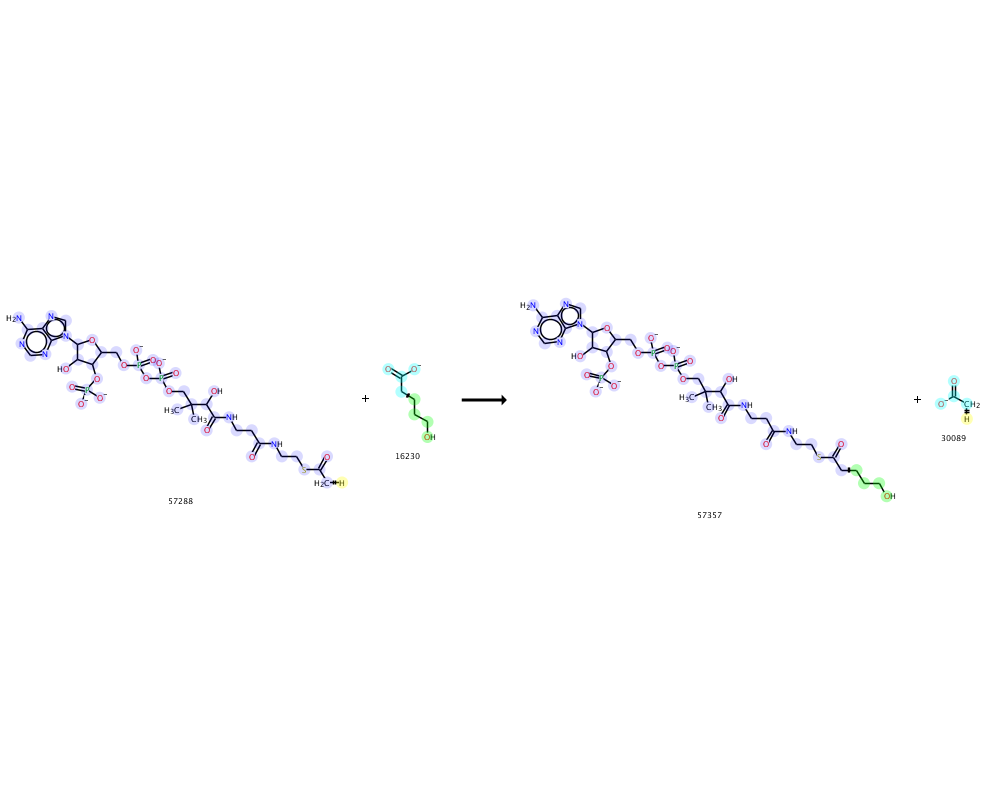 H₂N
N
N
N
N
O
HO
O
O
P
O⁻
O⁻
O
P
O⁻
O
O
P
O⁻
O
O
H₃C
CH₃
OH
O
NH
O
NH
S
O
H₂C
H
57288
+
O
O⁻
OH
16230
H₂N
N
N
N
N
O
HO
O
O
P
O⁻
O⁻
O
P
O⁻
O
O
P
O⁻
O
O
H₃C
CH₃
OH
O
NH
O
NH
S
O
OH
57357
+
O
O⁻
CH₂
H
30089